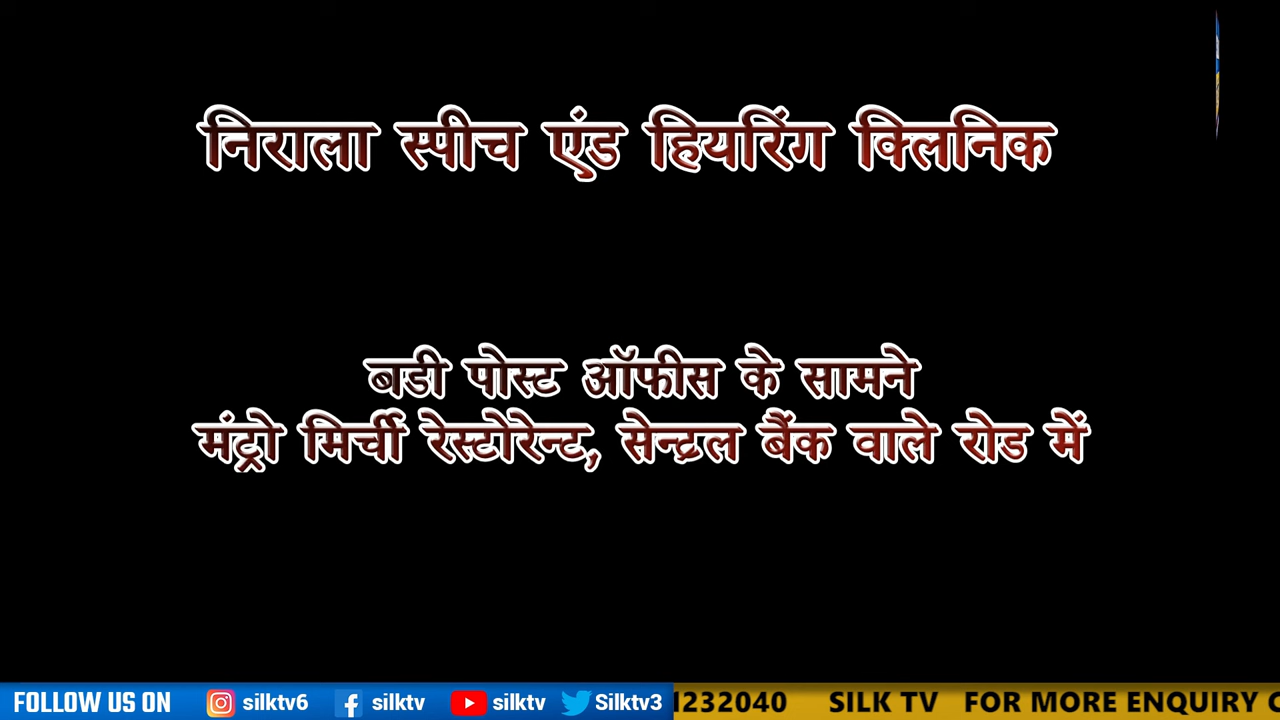 निराला स्पीच एंड हियरिंग क्लिनिक
बडी पोस्ट ऑफीस के सामने
मंट्रो मिर्ची रेस्टोरेन्ट, सेन्ट्रल बैंक वाले रोड में
FOLLOW US ON silktv6 silktv silktv Silktv3 1232040 SILK TV FOR MORE ENQUIRY